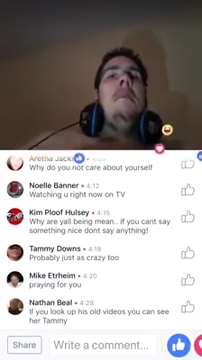 Aretha Jack
Why do you not care about yourself
Noelle Banner • 4:12
Watching u right now on TV
Kim Ploof Hulsey • 4:15
Why are yall being mean.. if you cant say
something nice dont say anything!
Tammy Downs • 4:18
Probably just as crazy too
Mike Etrheim • 4:20
praying for you
Nathan Beal • 4:28
If you look up his old videos you can see
her Tammy
Share
Write a comment...